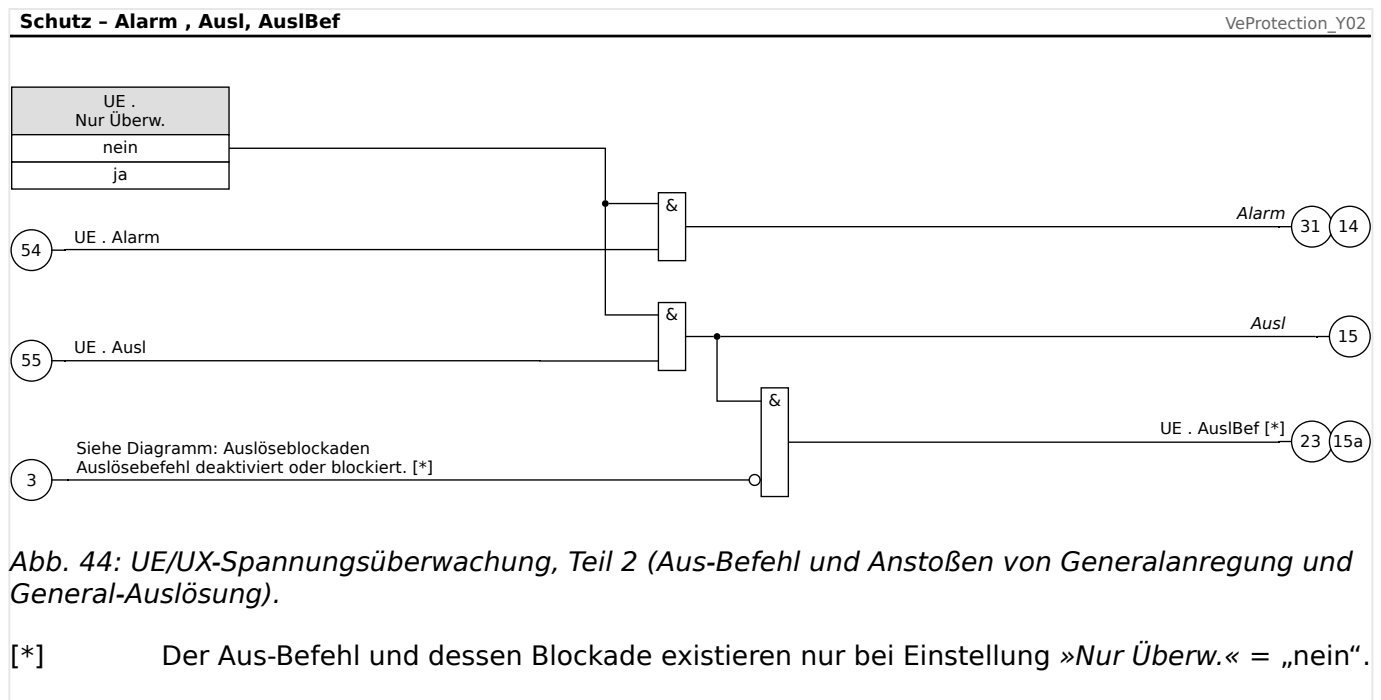 Schutz – Alarm , Ausl, AuslBef
VeProtection_Y02
UE .
Nur Überw.
nein
ja
&
Alarm
31 14
54
UE . Alarm
&
Ausl
15
55
UE . Ausl
&
UE . AuslBef [*]
23 15a
3
Siehe Diagramm: Auslöseblockaden
Auslösebefehl deaktiviert oder blockiert. [*]
Abb. 44: UE/UX-Spannungsüberwachung, Teil 2 (Aus-Befehl und Anstoßen von Generalanregung und
General-Auslösung).
[*] Der Aus-Befehl und dessen Blockade existieren nur bei Einstellung »Nur Überw.« = „nein“.